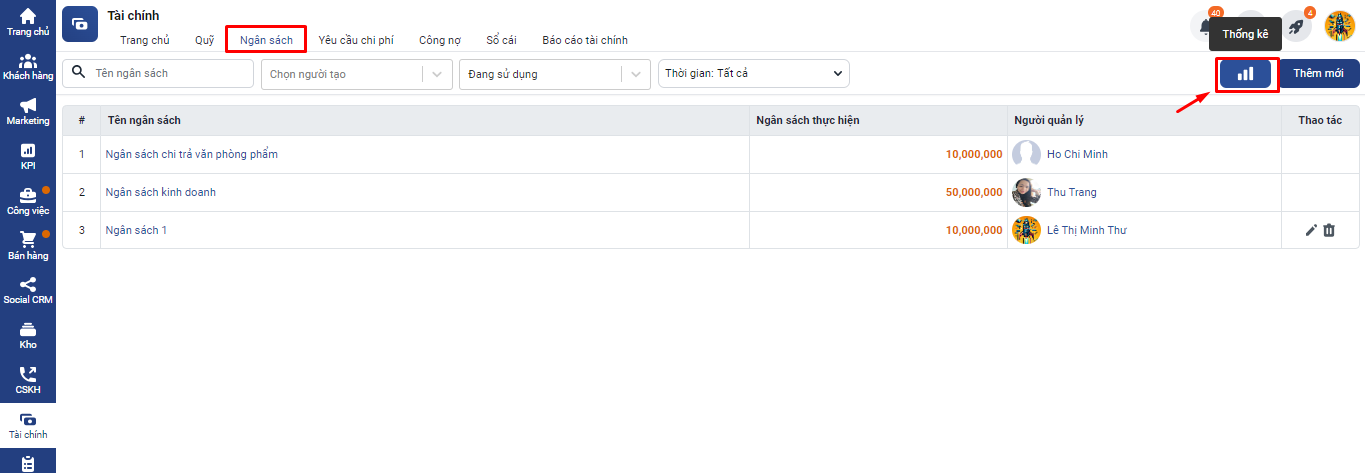 Trang chủ
Khách hàng
Marketing
KPI
Công việc
Bán hàng
Social CRM
Kho
CSKH
Tài chính
Tài chính
Trang chủ Quỹ Ngân sách Yêu cầu chi phí Công nợ Sổ cái Báo cáo tài chính
40 4
Thống kê
Tên ngân sách Chọn người tạo Đang sử dụng Thời gian: Tất cả Thêm mới
# Tên ngân sách Ngân sách thực hiện Người quản lý Thao tác
1 Ngân sách chi trả văn phòng phẩm 10,000,000 Ho Chi Minh
2 Ngân sách kinh doanh 50,000,000 Thu Trang
3 Ngân sách 1 10,000,000 Lê Thị Minh Thư